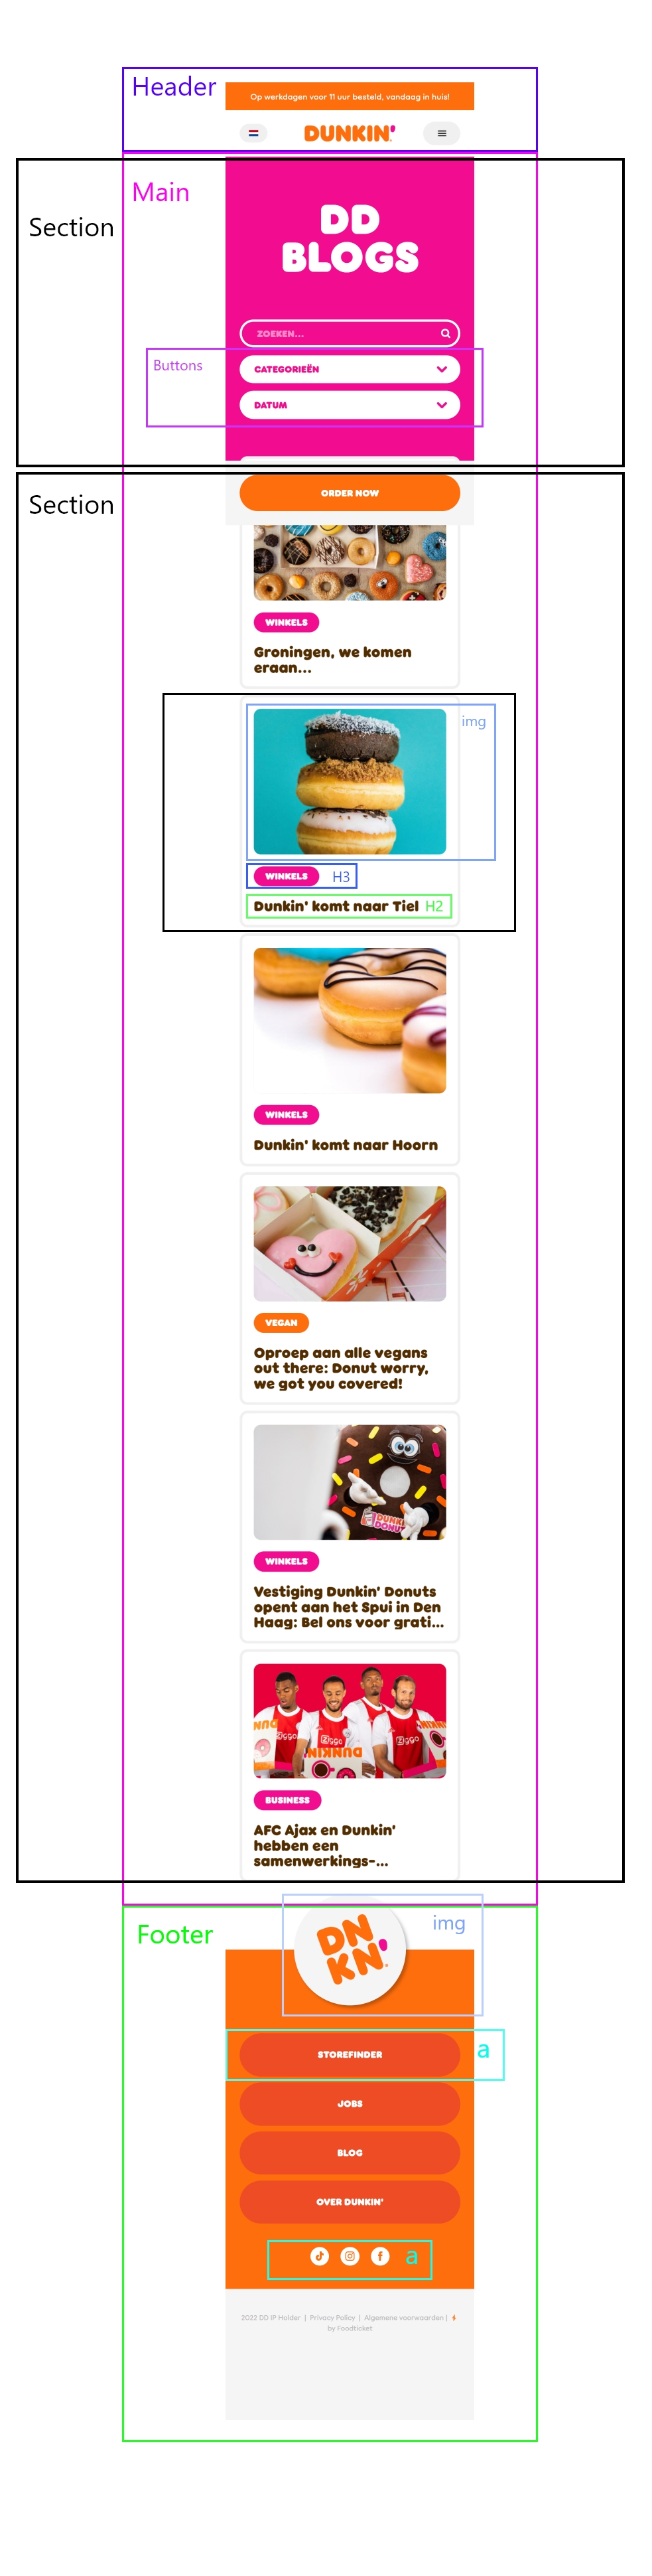 Header
Op werkdagen voor 11 uur besteld, vandaag in huis!
DUNKIN'
Main
Section
DD
BLOGS
ZOEKEN...
Buttons
CATEGORIEËN
DATUM
Section
ORDER NOW
WINKELS
Groningen, we komen
eraan...
img
WINKELS
H3
Dunkin' komt naar Tiel
H2
WINKELS
Dunkin' komt naar Hoorn
VEGAN
Oproep aan alle vegans
out there: Donut worry,
we got you covered!
DUNKIN'
DONUTS
WINKELS
Vestiging Dunkin' Donuts
opent aan het Spui in Den
Haag: Bel ons voor grati...
Ziggo
Ziggo
BUSINESS
AFC Ajax en Dunkin'
hebben een
samenwerkings-...
Footer
img
DN
KN'
STOREFINDER
a
JOBS
BLOG
OVER DUNKIN'
a
2022 DD IP Holder | Privacy Policy | Algemene voorwaarden |
by Foodticket